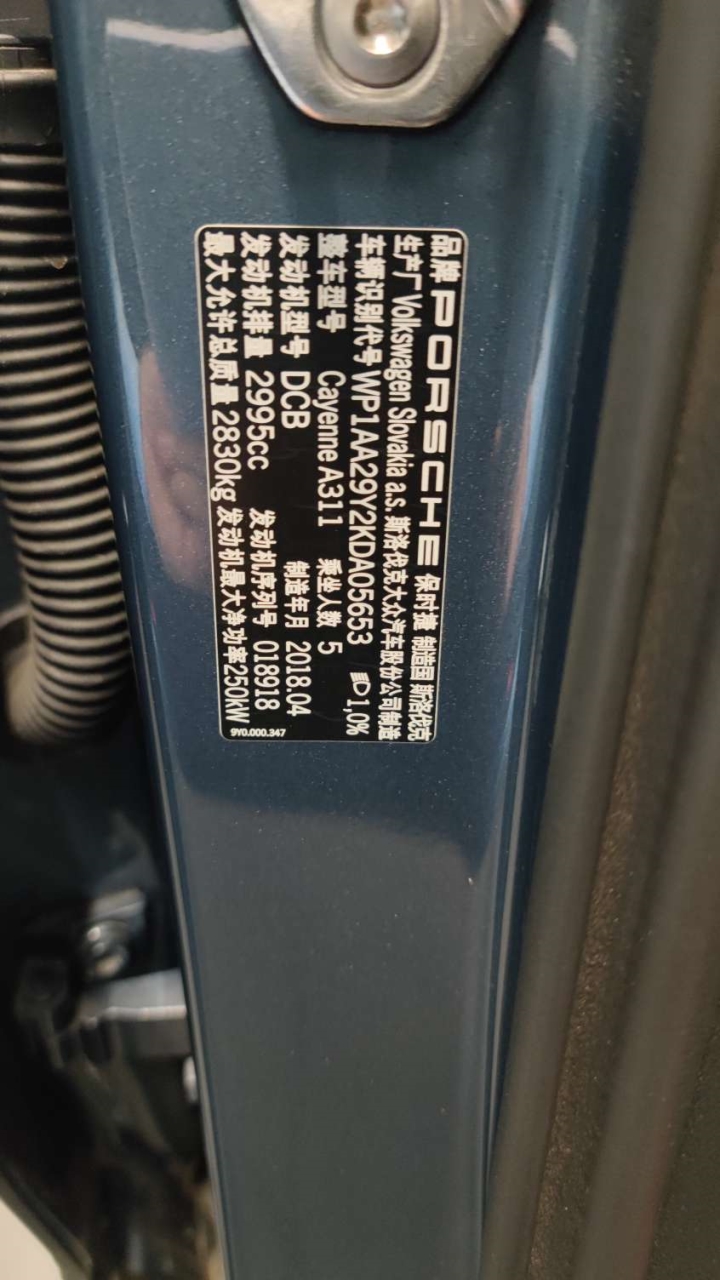 品牌 PORSCHE 保时捷 制造国 斯洛伐克
生产厂 Volkswagen Slovakia a.s. 斯洛伐克大众汽车股份公司制造
车辆识别代号 WP1AA29Y2KDA05653 1,0%
整车型号 Cayenne A311 乘坐人数 5
发动机型号 DCB 制造年月 2018.04
发动机排量 2995cc 发动机序列号 018918
最大允许总质量 2830kg 发动机最大净功率 250kW
9Y0.000.347